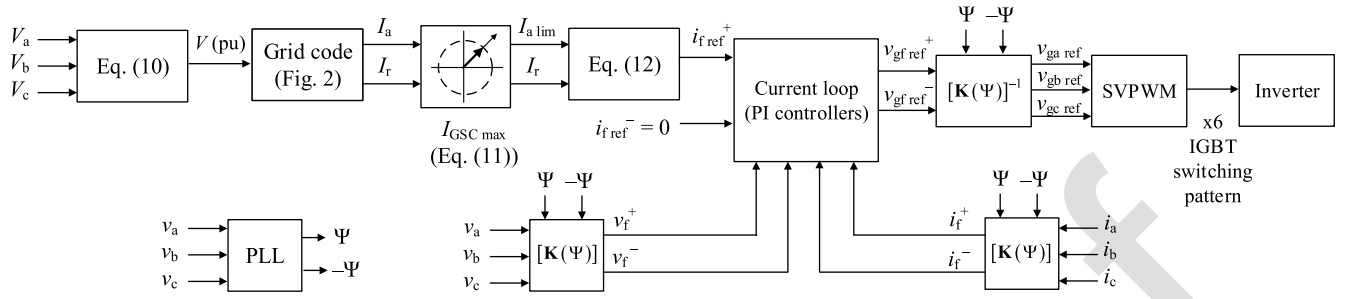 V_a
V_b
V_c
Eq. (10)
V (pu)
Grid code
(Fig. 2)
I_a
I_r
I_GSC max
(Eq. (11))
I_a lim
I_r
Eq. (12)
i_f ref^+
i_f ref^- = 0
Current loop
(PI controllers)
v_gf ref^+
v_gf ref^-
Ψ –Ψ
[K(Ψ)]^-1
v_ga ref
v_gb ref
v_gc ref
SVPWM
x6
IGBT
switching
pattern
Inverter
v_a
v_b
v_c
PLL
Ψ
–Ψ
v_a
v_b
v_c
Ψ –Ψ
[K(Ψ)]
v_f^+
v_f^-
i_f^+
i_f^-
Ψ –Ψ
[K(Ψ)]
i_a
i_b
i_c
f